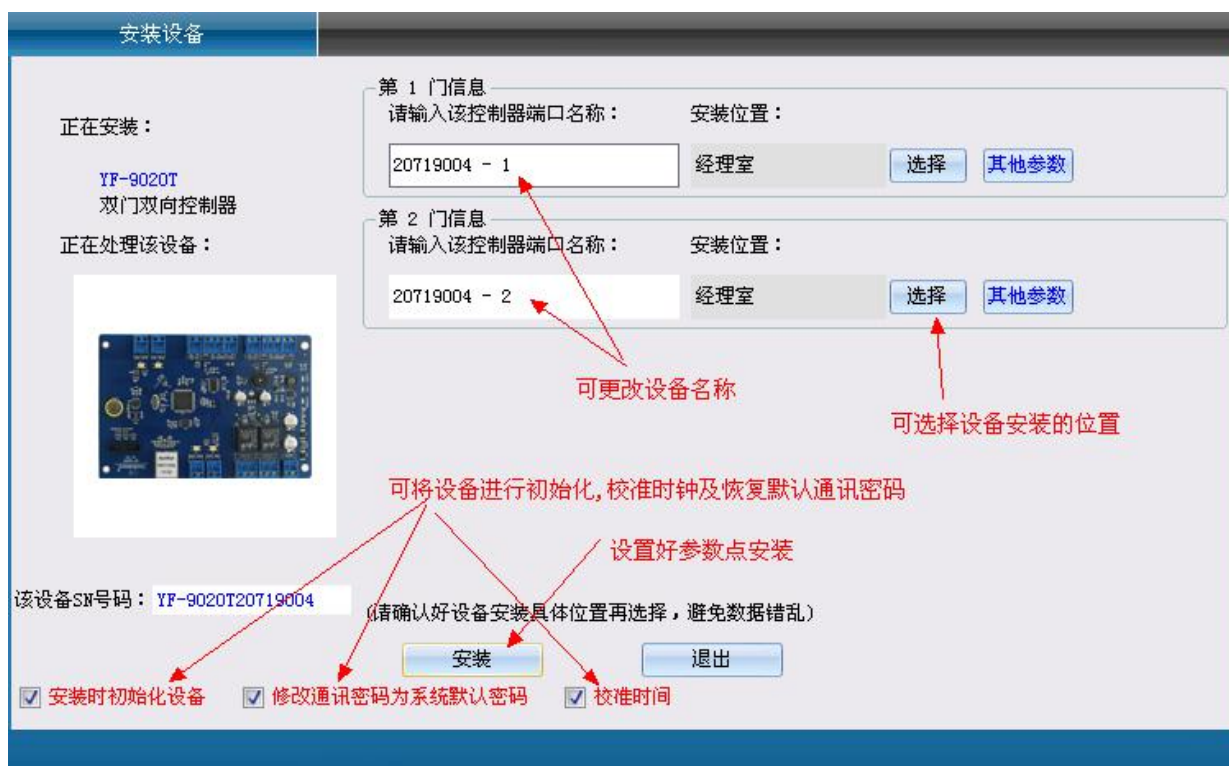 安装设备
第 1 门信息
请输入该控制器端口名称：
安装位置：
正在安装：
20719004 - 1
经理室
选择
其他参数
YF-9020T
双门双向控制器
第 2 门信息
正在处理该设备：
请输入该控制器端口名称：
安装位置：
20719004 - 2
经理室
选择
其他参数
可更改设备名称
可选择设备安装的位置
可将设备进行初始化,校准时钟及恢复默认通讯密码
设置好参数点安装
该设备SN号码：
YF-9020T20719004
(请确认好设备安装具体位置再选择，避免数据错乱)
安装
退出
安装时初始化设备
修改通讯密码为系统默认密码
校准时间